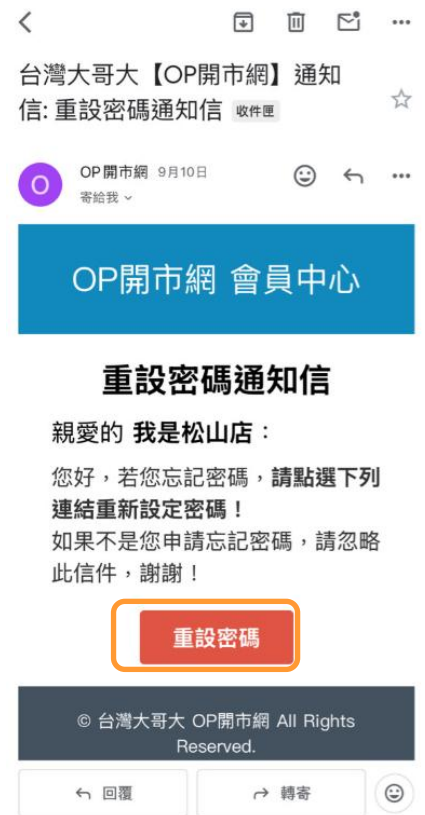 台灣大哥大【OP開市網】通知
信: 重設密碼通知信 收件匣
O
OP開市網 9月10日
寄給我
OP開市網 會員中心
重設密碼通知信
親愛的 我是松山店：
您好，若您忘記密碼，請點選下列
連結重新設定密碼！
如果不是您申請忘記密碼，請忽略
此信件，謝謝！
重設密碼
© 台灣大哥大 OP開市網 All Rights
Reserved.
回覆
轉寄